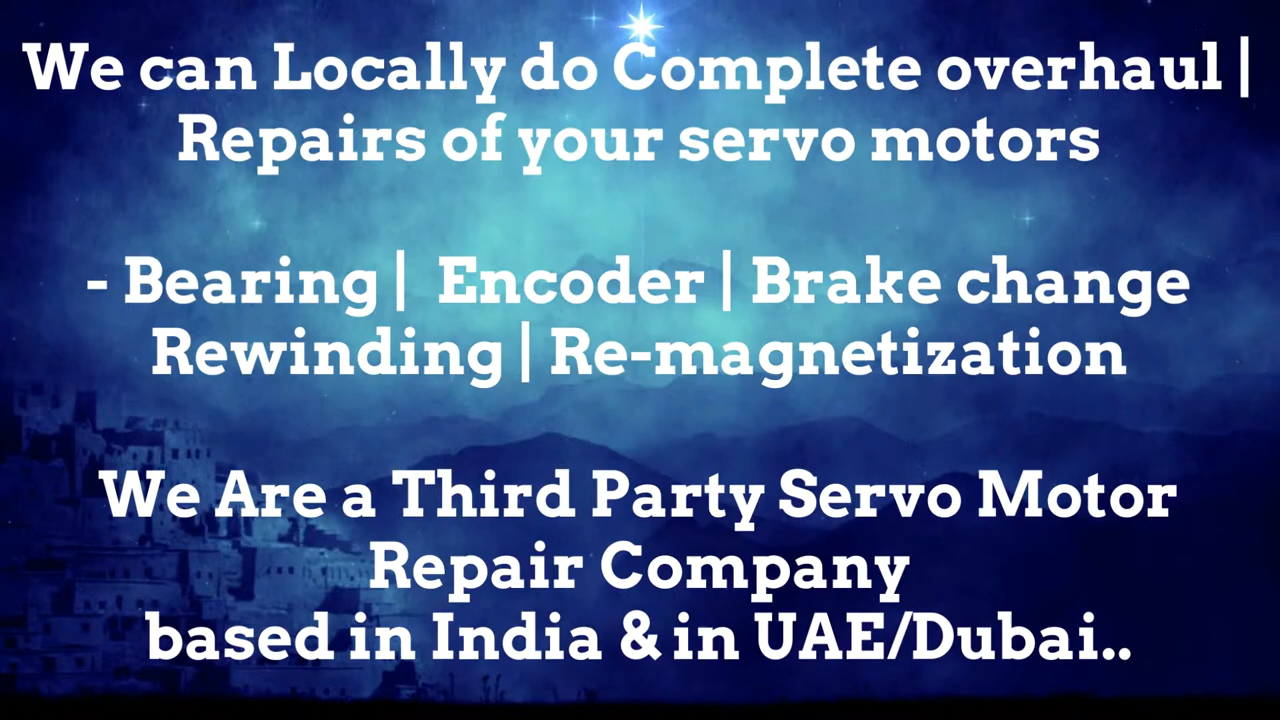 We can Locally do Complete overhaul |
Repairs of your servo motors
- Bearing | Encoder | Brake change
Rewinding | Re-magnetization
We Are a Third Party Servo Motor
Repair Company
based in India & in UAE/Dubai..